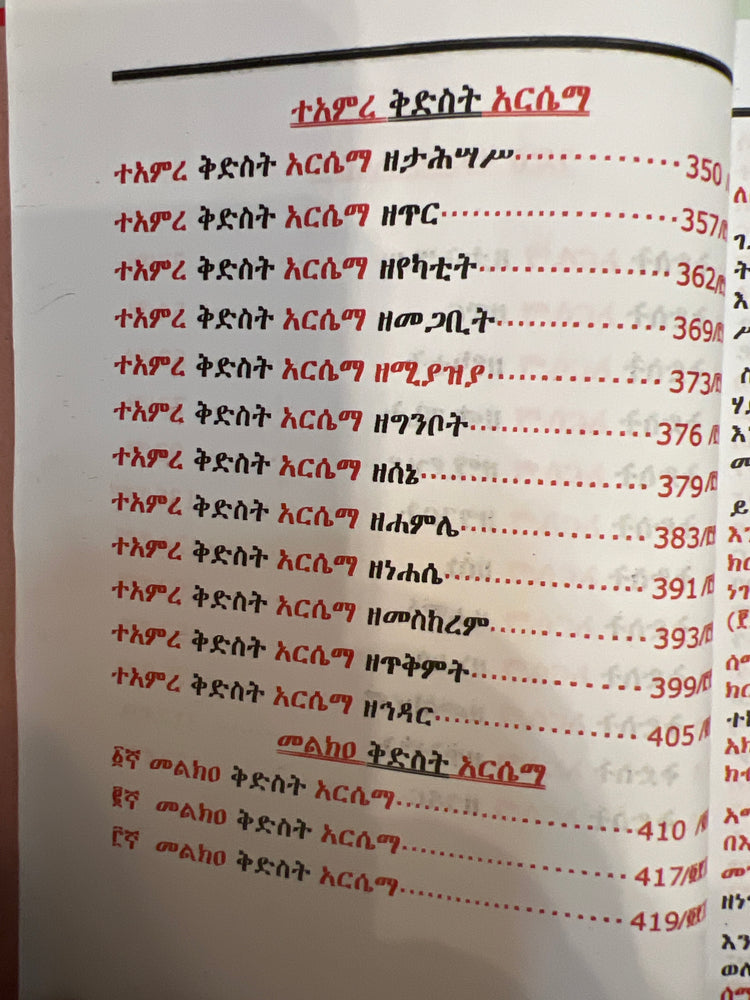 ተአምረ ቅድስት አርሴማ
ተአምረ ቅድስት አርሴማ ዘታሕሣሥ 350
ተአምረ ቅድስት አርሴማ ዘጥር 357
ተአምረ ቅድስት አርሴማ ዘየካቲት 362
ተአምረ ቅድስት አርሴማ ዘመጋቢት 369
ተአምረ ቅድስት አርሴማ ዘሚያዝያ 373
ተአምረ ቅድስት አርሴማ ዘግንቦት 376
ተአምረ ቅድስት አርሴማ ዘሰኔ 379
ተአምረ ቅድስት አርሴማ ዘሐምሌ 383
ተአምረ ቅድስት አርሴማ ዘነሐሴ 391
ተአምረ ቅድስት አርሴማ ዘመስከረም 393
ተአምረ ቅድስት አርሴማ ዘጥቅምት 399
ተአምረ ቅድስት አርሴማ ዘኅዳር 405
መልክዐ ቅድስት አርሴማ
፩ኛ መልክዐ ቅድስት አርሴማ 410
፪ኛ መልክዐ ቅድስት አርሴማ 417
፫ኛ መልክዐ ቅድስት አርሴማ 419